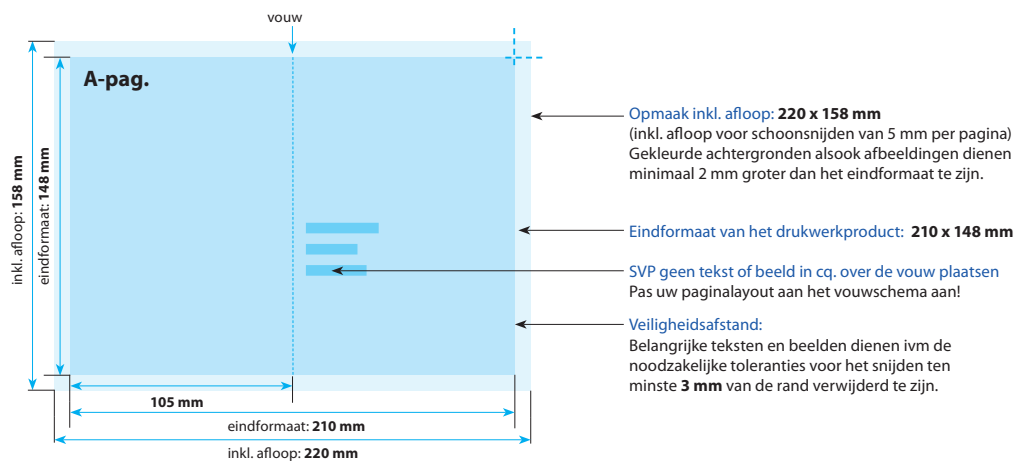 vouw
A-pag.
inkl. afloop: 158 mm
eindformaat: 148 mm
Opmaak inkl. afloop: 220 x 158 mm
(inkl. afloop voor schoonsnijden van 5 mm per pagina)
Gekleurde achtergronden alsook afbeeldingen dienen
minimaal 2 mm groter dan het eindformaat te zijn.
Eindformaat van het drukwerkproduct: 210 x 148 mm
SVP geen tekst of beeld in cq. over de vouw plaatsen
Pas uw paginalayout aan het vouwschema aan!
Veiligheidsafstand:
Belangrijke teksten en beelden dienen ivm de
noodzakelijke toleranties voor het snijden ten
minste 3 mm van de rand verwijderd te zijn.
105 mm
eindformaat: 210 mm
inkl. afloop: 220 mm